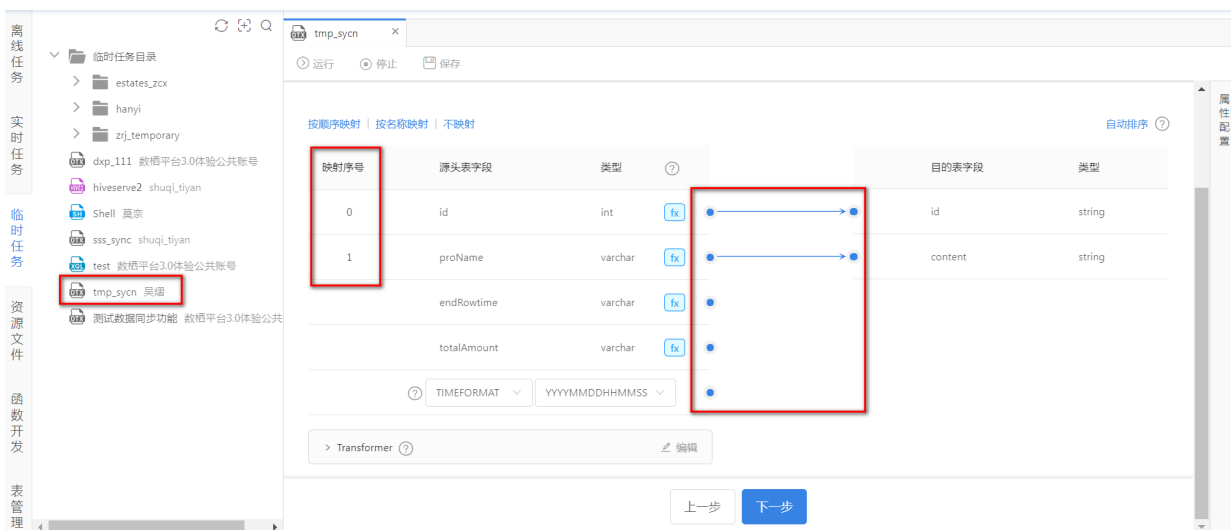 离线任务
实时任务
临时任务
资源文件
函数开发
表管理
临时任务目录
estates_zcx
hanyi
zrj_temporary
DTX dxp_111 数栖平台3.0体验公共账号
hiveserve2 shuqi_tiyan
SH Shell 莫奈
DTX sss_sync shuqi_tiyan
XQL test 数栖平台3.0体验公共账号
DTX tmp_sycn 吴熠
DTX 测试数据同步功能 数栖平台3.0体验公共
DTX tmp_sycn ×
运行 停止 保存
按顺序映射 | 按名称映射 | 不映射 自动排序 ?
映射序号 源头表字段 类型 ? 目的表字段 类型
0 id int fx id string
1 proName varchar fx content string
endRowtime varchar fx
totalAmount varchar fx
? TIMEFORMAT YYYYMMDDHHMMSS
> Transformer ? 编辑
上一步 下一步
属性配置